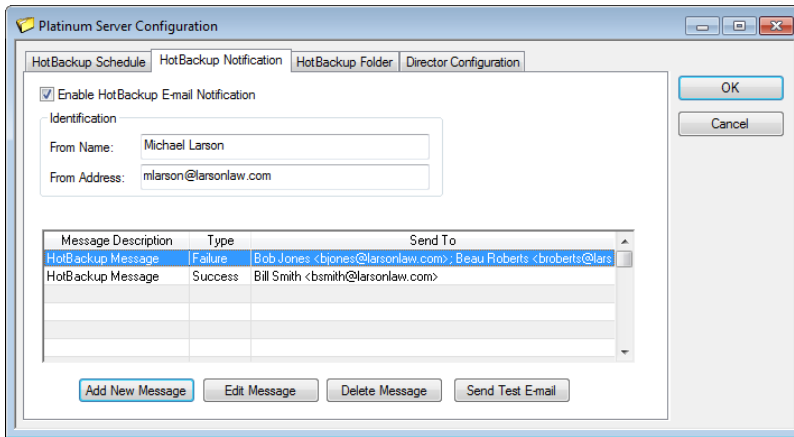 Platinum Server Configuration
HotBackup Schedule HotBackup Notification HotBackup Folder Director Configuration
Enable HotBackup E-mail Notification
OK
Identification
Cancel
From Name: Michael Larson
From Address: mlarson@larsonlaw.com
Message Description Type Send To
HotBackup Message Failure Bob Jones <bjones@larsonlaw.com>; Beau Roberts <broberts@lars
HotBackup Message Success Bill Smith <bsmith@larsonlaw.com>
Add New Message Edit Message Delete Message Send Test E-mail